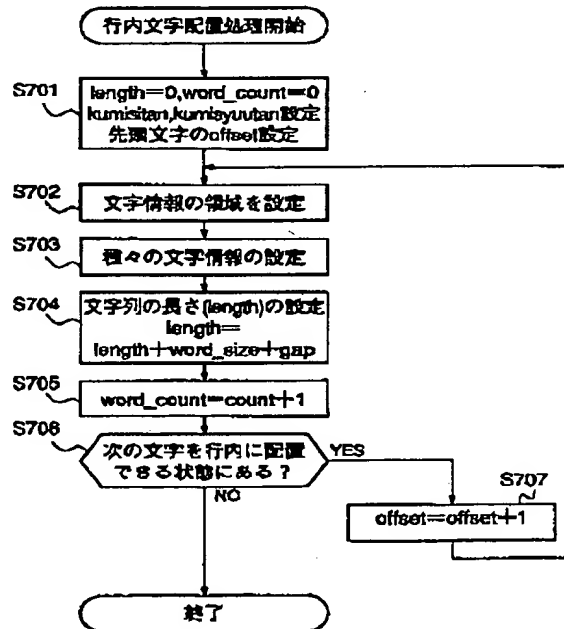 行内文字配置処理開始
S701
length=0,word_count=0
kumisitan,kumisyuutan設定
先頭文字のoffset設定
S702
文字情報の領域を設定
S703
種々の文字情報の設定
S704
文字列の長さ(length)の設定
length=
length+word_size+gap
S705
word_count=count+1
S706
次の文字を行内に配置
できる状態にある？
YES
NO
S707
offset=offset+1
終了